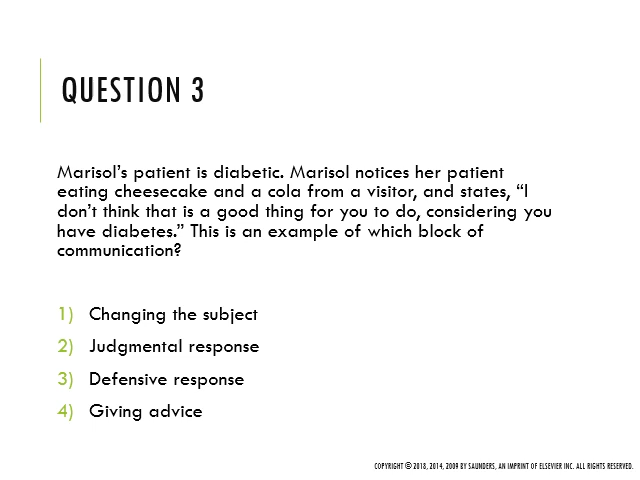 QUESTION 3
Marisol’s patient is diabetic. Marisol notices her patient
eating cheesecake and a cola from a visitor, and states, “I
don’t think that is a good thing for you to do, considering you
have diabetes.” This is an example of which block of
communication?
1) Changing the subject
2) Judgmental response
3) Defensive response
4) Giving advice
COPYRIGHT © 2018, 2014, 2009 BY SAUNDERS, AN IMPRINT OF ELSEVIER INC. ALL RIGHTS RESERVED.